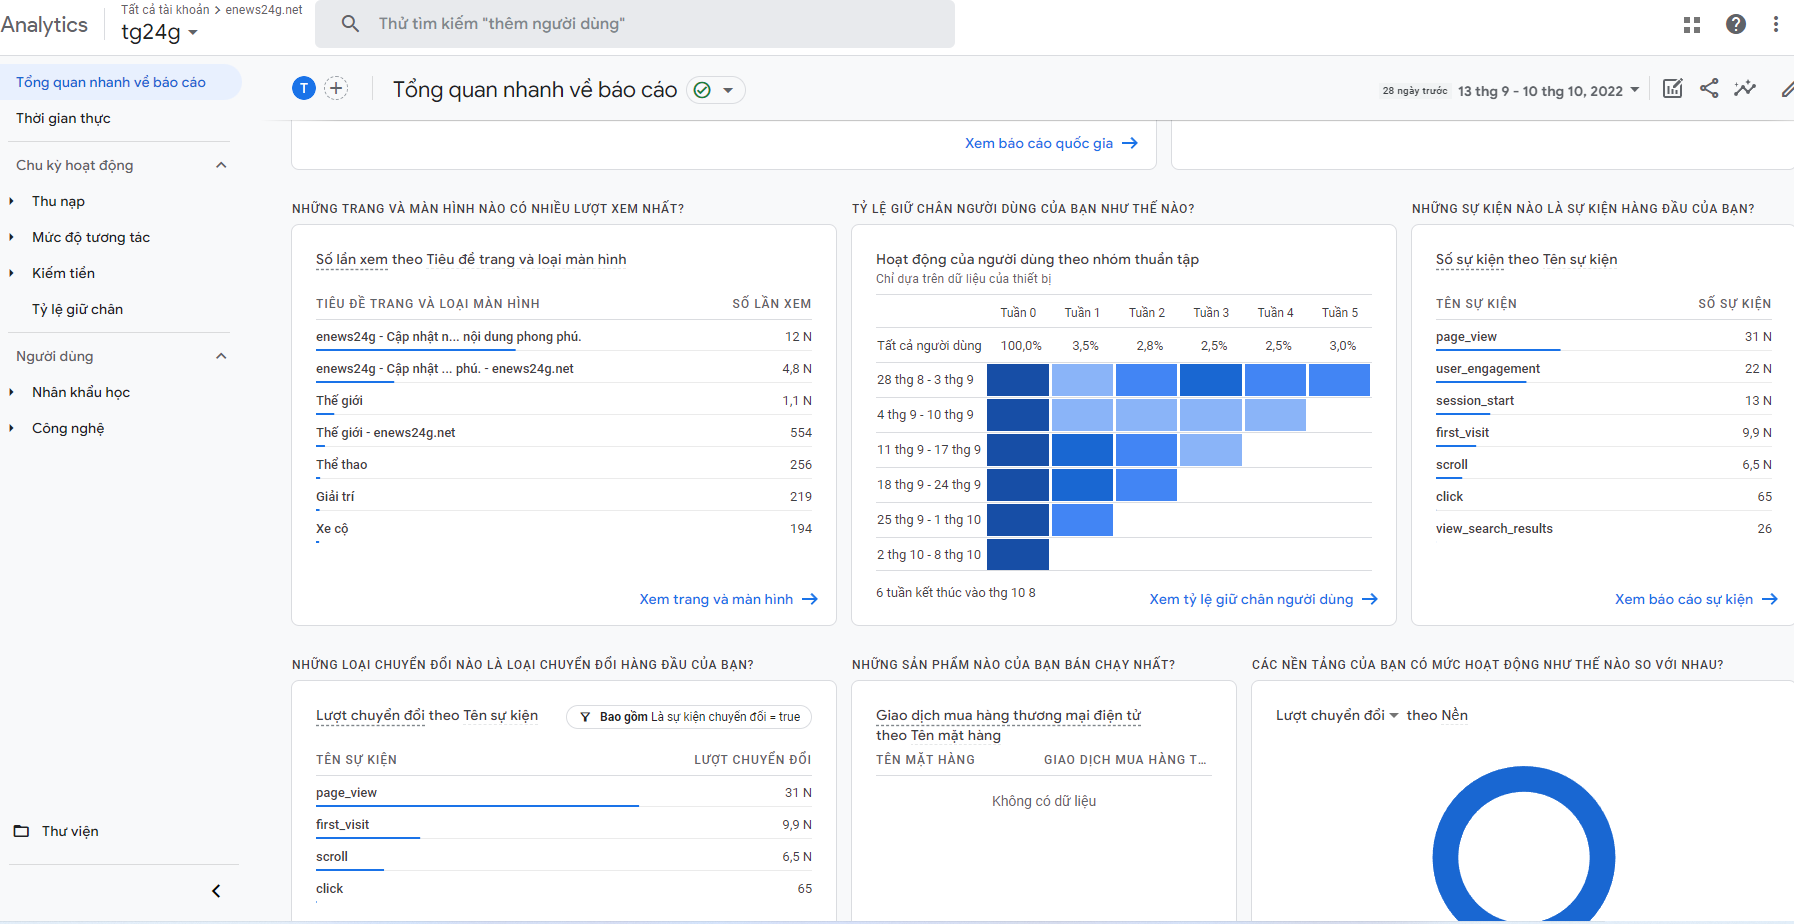 Analytics
Tất cả tài khoản > enews24g.net
tg24g
Thử tìm kiếm "thêm người dùng"
Tổng quan nhanh về báo cáo
Thời gian thực
Chu kỳ hoạt động
Thu nạp
Mức độ tương tác
Kiếm tiền
Tỷ lệ giữ chân
Người dùng
Nhân khẩu học
Công nghệ
Thư viện
T
Tổng quan nhanh về báo cáo
28 ngày trước 13 thg 9 - 10 thg 10, 2022
Xem báo cáo quốc gia
NHỮNG TRANG VÀ MÀN HÌNH NÀO CÓ NHIỀU LƯỢT XEM NHẤT?
Số lần xem theo Tiêu đề trang và loại màn hình
TIÊU ĐỀ TRANG VÀ LOẠI MÀN HÌNH SỐ LẦN XEM
enews24g - Cập nhật n... nội dung phong phú. 12 N
enews24g - Cập nhật ... phú. - enews24g.net 4,8 N
Thế giới 1,1 N
Thế giới - enews24g.net 554
Thể thao 256
Giải trí 219
Xe cộ 194
Xem trang và màn hình
TỶ LỆ GIỮ CHÂN NGƯỜI DÙNG CỦA BẠN NHƯ THẾ NÀO?
Hoạt động của người dùng theo nhóm thuần tập
Chỉ dựa trên dữ liệu của thiết bị
Tuần 0 Tuần 1 Tuần 2 Tuần 3 Tuần 4 Tuần 5
Tất cả người dùng 100,0% 3,5% 2,8% 2,5% 2,5% 3,0%
28 thg 8 - 3 thg 9
4 thg 9 - 10 thg 9
11 thg 9 - 17 thg 9
18 thg 9 - 24 thg 9
25 thg 9 - 1 thg 10
2 thg 10 - 8 thg 10
6 tuần kết thúc vào thg 10 8
Xem tỷ lệ giữ chân người dùng
NHỮNG SỰ KIỆN NÀO LÀ SỰ KIỆN HÀNG ĐẦU CỦA BẠN?
Số sự kiện theo Tên sự kiện
TÊN SỰ KIỆN SỐ SỰ KIỆN
page_view 31 N
user_engagement 22 N
session_start 13 N
first_visit 9,9 N
scroll 6,5 N
click 65
view_search_results 26
Xem báo cáo sự kiện
NHỮNG LOẠI CHUYỂN ĐỔI NÀO LÀ LOẠI CHUYỂN ĐỔI HÀNG ĐẦU CỦA BẠN?
Lượt chuyển đổi theo Tên sự kiện
Bao gồm Là sự kiện chuyển đổi = true
TÊN SỰ KIỆN LƯỢT CHUYỂN ĐỔI
page_view 31 N
first_visit 9,9 N
scroll 6,5 N
click 65
NHỮNG SẢN PHẨM NÀO CỦA BẠN BÁN CHẠY NHẤT?
Giao dịch mua hàng thương mại điện tử
theo Tên mặt hàng
TÊN MẶT HÀNG GIAO DỊCH MUA HÀNG T...
Không có dữ liệu
CÁC NỀN TẢNG CỦA BẠN CÓ MỨC HOẠT ĐỘNG NHƯ THẾ NÀO SO VỚI NHAU?
Lượt chuyển đổi theo Nền